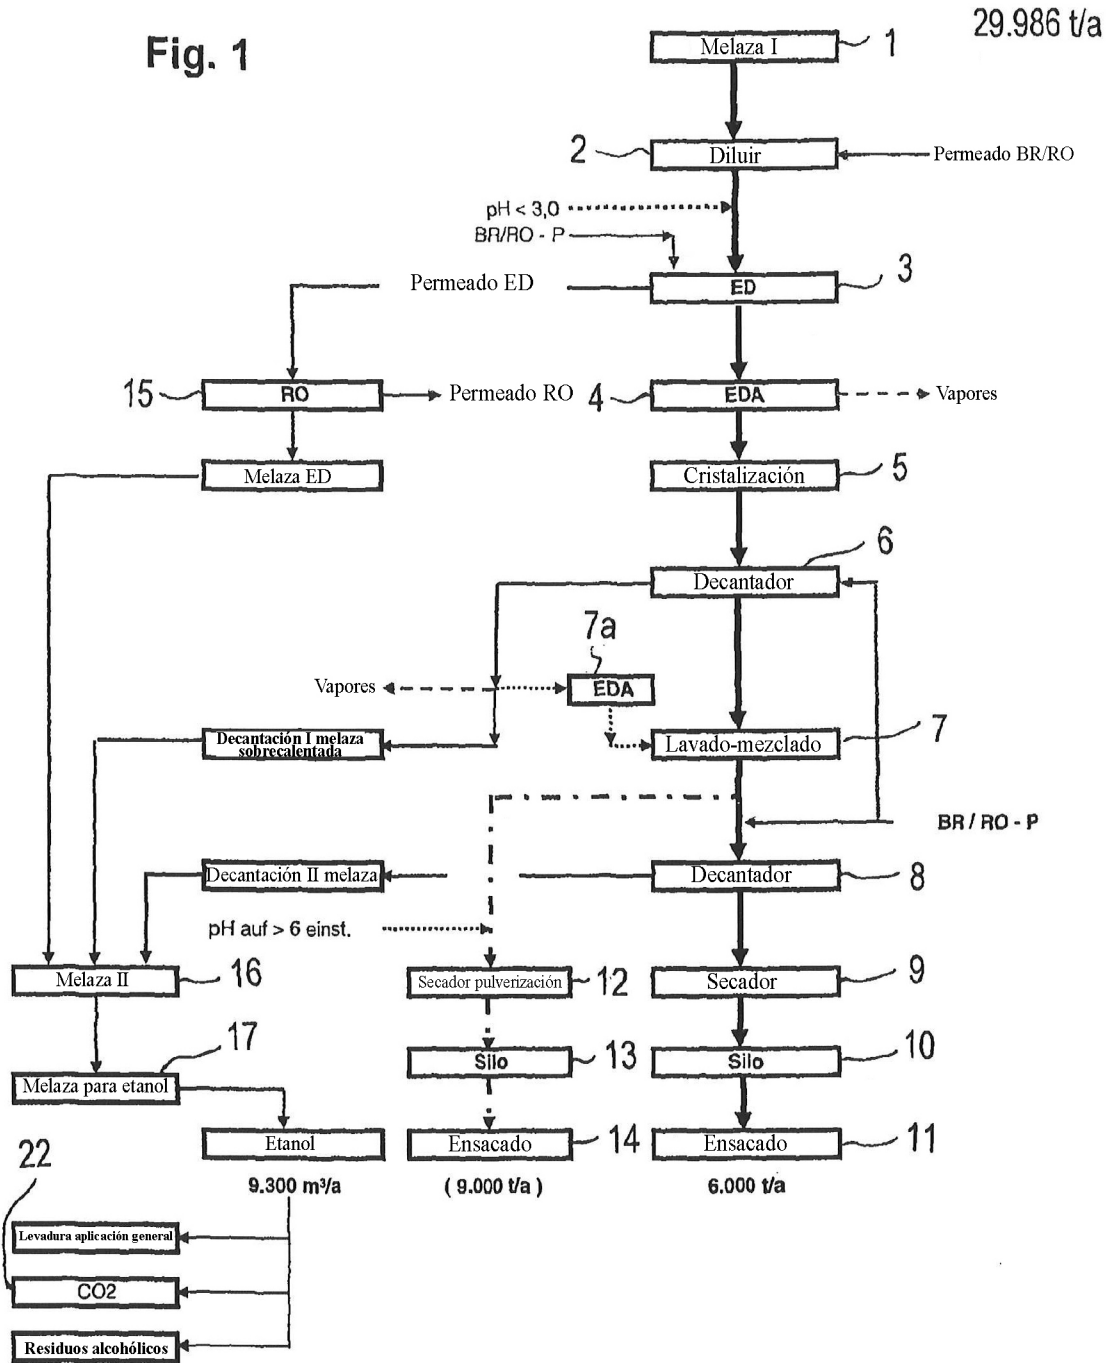 29.986 t/a
Fig. 1
Melaza I
1
2
Diluir
Permeado BR/RO
pH < 3,0
BR/RO - P
3
Permeado ED
ED
15
RO
Permeado RO
4
EDA
Vapores
Melaza ED
Cristalización
5
6
Decantador
7a
Vapores
EDA
Decantación I melaza
sobrecalentada
Lavado-mezclado
7
BR / RO - P
Decantación II melaza
Decantador
8
pH auf > 6 einst.
Melaza II
16
Secador pulverización
12
Secador
9
17
Silo
13
Silo
10
Melaza para etanol
Etanol
Ensacado
14
Ensacado
11
22
9.300 m³/a
( 9.000 t/a )
6.000 t/a
Levadura aplicación general
CO2
Residuos alcohólicos